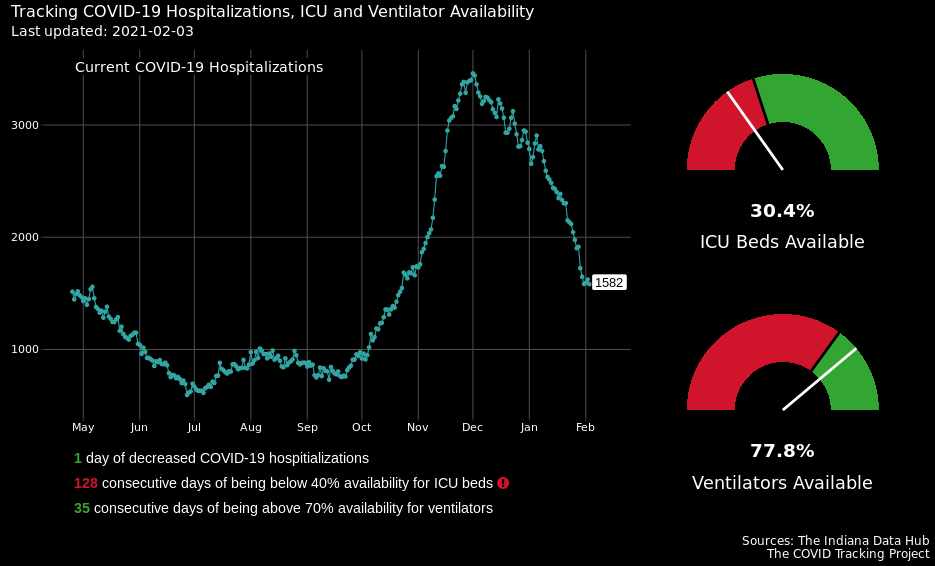 Tracking COVID-19 Hospitalizations, ICU and Ventilator Availability
Last updated: 2021-02-03
Current COVID-19 Hospitalizations
3000
2000
1000
1582
May Jun Jul Aug Sep Oct Nov Dec Jan Feb
30.4%
ICU Beds Available
77.8%
Ventilators Available
1 day of decreased COVID-19 hospitializations
128 consecutive days of being below 40% availability for ICU beds !
35 consecutive days of being above 70% availability for ventilators
Sources: The Indiana Data Hub
The COVID Tracking Project